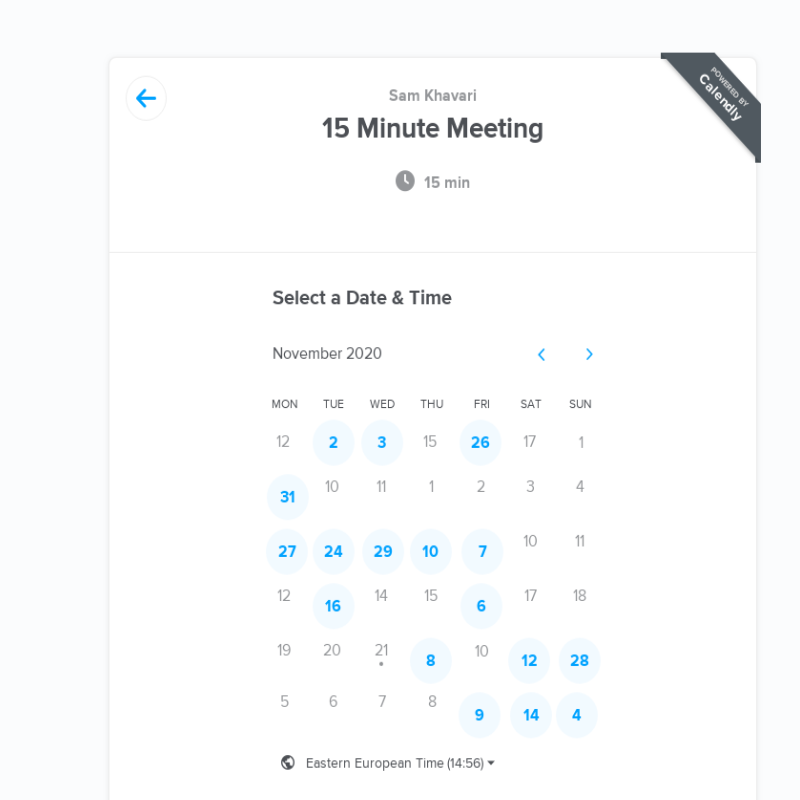 POWERED BY
Calendly
Sam Khavari
15 Minute Meeting
15 min
Select a Date & Time
November 2020
MON TUE WED THU FRI SAT SUN
12 2 3 15 26 17 1
31 10 11 1 2 3 4
27 24 29 10 7 10 11
12 16 14 15 6 17 18
19 20 21 8 10 12 28
5 6 7 8 9 14 4
Eastern European Time (14:56)